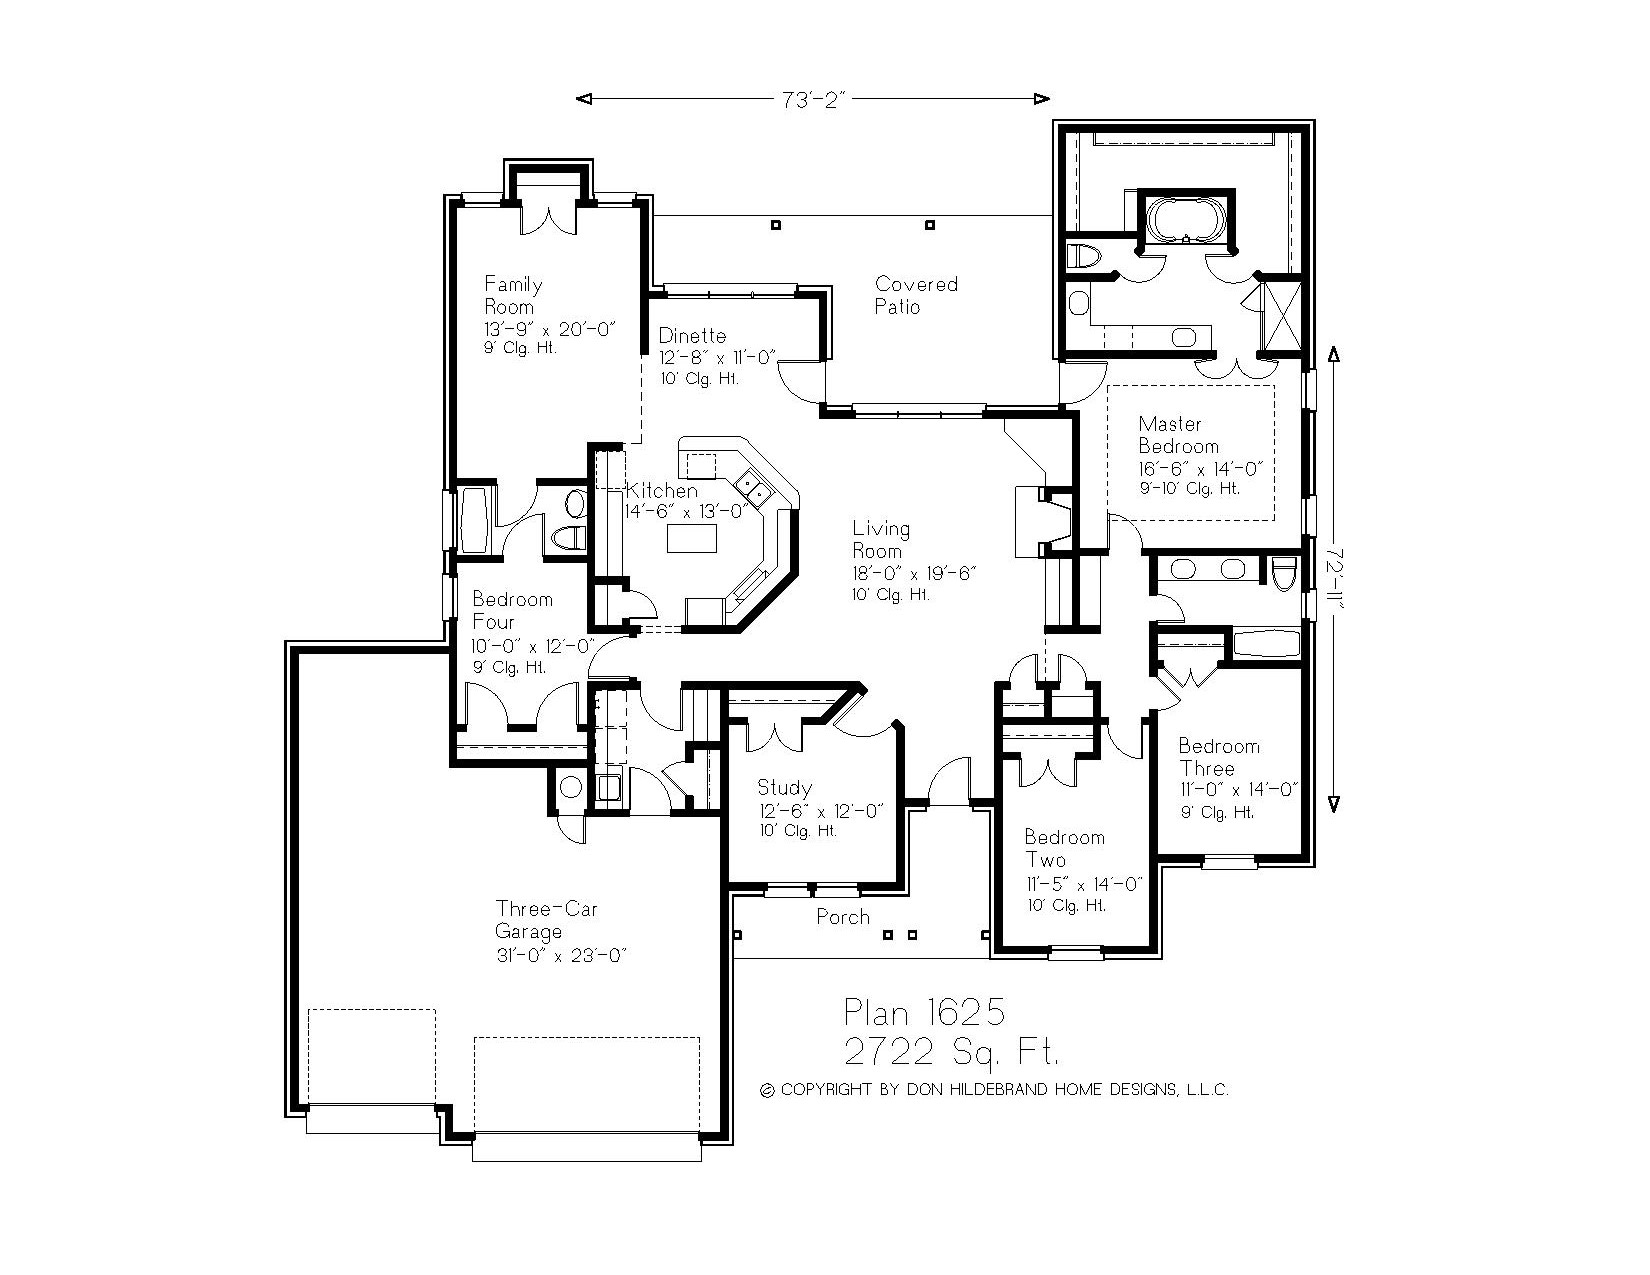 73'-2"
Family
Room
13'-9" x 20'-0"
9' Clg. Ht.
Dinette
12'-8" x 11'-0"
10' Clg. Ht.
Covered
Patio
Master
Bedroom
16'-6" x 14'-0"
9'-10' Clg. Ht.
Kitchen
14'-6" x 13'-0"
Living
Room
18'-0" x 19'-6"
10' Clg. Ht.
72'-11"
Bedroom
Four
10'-0" x 12'-0"
9' Clg. Ht.
Study
12'-6" x 12'-0"
10' Clg. Ht.
Bedroom
Three
11'-0" x 14'-0"
9' Clg. Ht.
Bedroom
Two
11'-5" x 14'-0"
10' Clg. Ht.
Three-Car
Garage
31'-0" x 23'-0"
Porch
Plan 1625
2722 Sq. Ft.
© COPYRIGHT BY DON HILDEBRAND HOME DESIGNS, L.L.C.